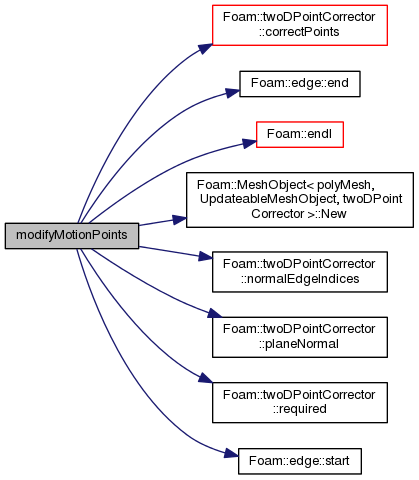 Foam::twoDPointCorrector
::correctPoints
Foam::edge::end
Foam::endl
Foam::MeshObject< polyMesh,
UpdateableMeshObject, twoDPoint
Corrector >::New
modifyMotionPoints
Foam::twoDPointCorrector
::normalEdgeIndices
Foam::twoDPointCorrector
::planeNormal
Foam::twoDPointCorrector
::required
Foam::edge::start